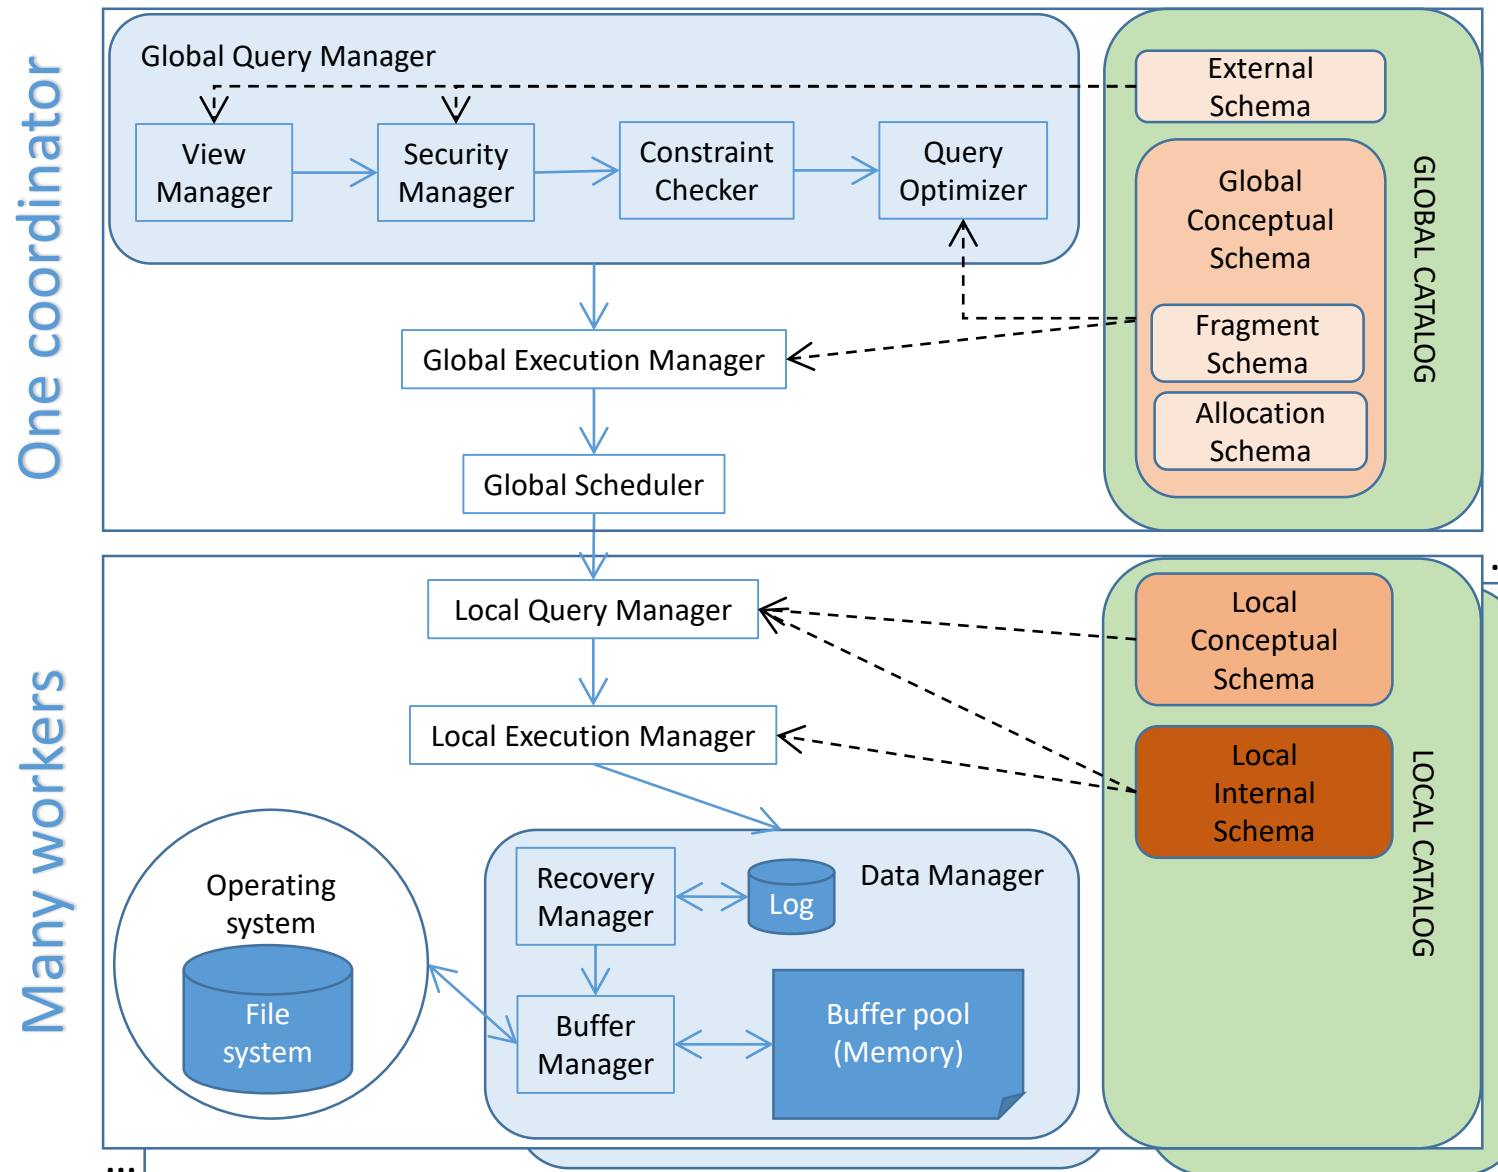 One coordinator
Global Query Manager
View
Manager
Security
Manager
Constraint
Checker
Query
Optimizer
External
Schema
Global
Conceptual
Schema
Fragment
Schema
Allocation
Schema
GLOBAL CATALOG
Global Execution Manager
Global Scheduler
Many workers
...
Local Query Manager
Local Execution Manager
Local
Conceptual
Schema
Local
Internal
Schema
LOCAL CATALOG
Operating
system
File
system
Data Manager
Recovery
Manager
Log
Buffer
Manager
Buffer pool
(Memory)
...